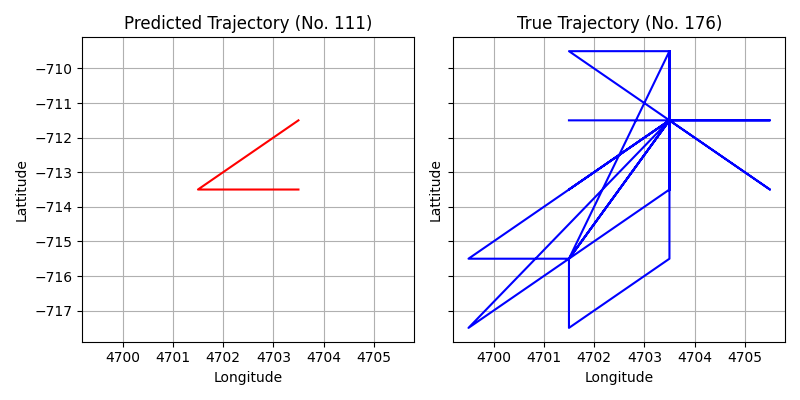 Predicted Trajectory (No. 111)
True Trajectory (No. 176)
−710
−711
−712
−713
−714
−715
−716
−717
Lattitude
Lattitude
4700 4701 4702 4703 4704 4705
4700 4701 4702 4703 4704 4705
Longitude
Longitude